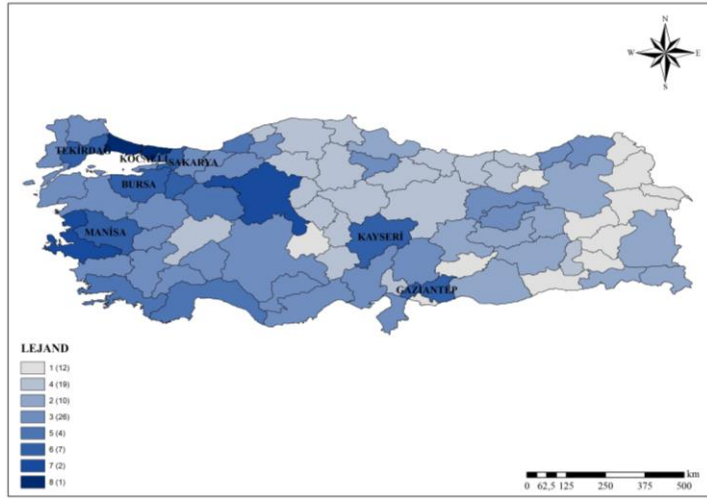 N
W E
S
TEKİRDAĞ
KOCAELİ
SAKARYA
BURSA
MANİSA
KAYSERİ
GAZİANTEP
LEJAND
1 (12)
4 (19)
2 (10)
3 (26)
5 (4)
6 (7)
7 (2)
8 (1)
km
0 62,5 125 250 375 500